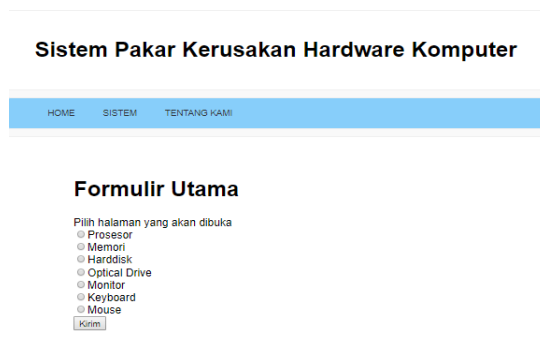 Sistem Pakar Kerusakan Hardware Komputer
HOME SISTEM TENTANG KAMI
Formulir Utama
Pilih halaman yang akan dibuka
Prosesor
Memori
Harddisk
Optical Drive
Monitor
Keyboard
Mouse
Kirim